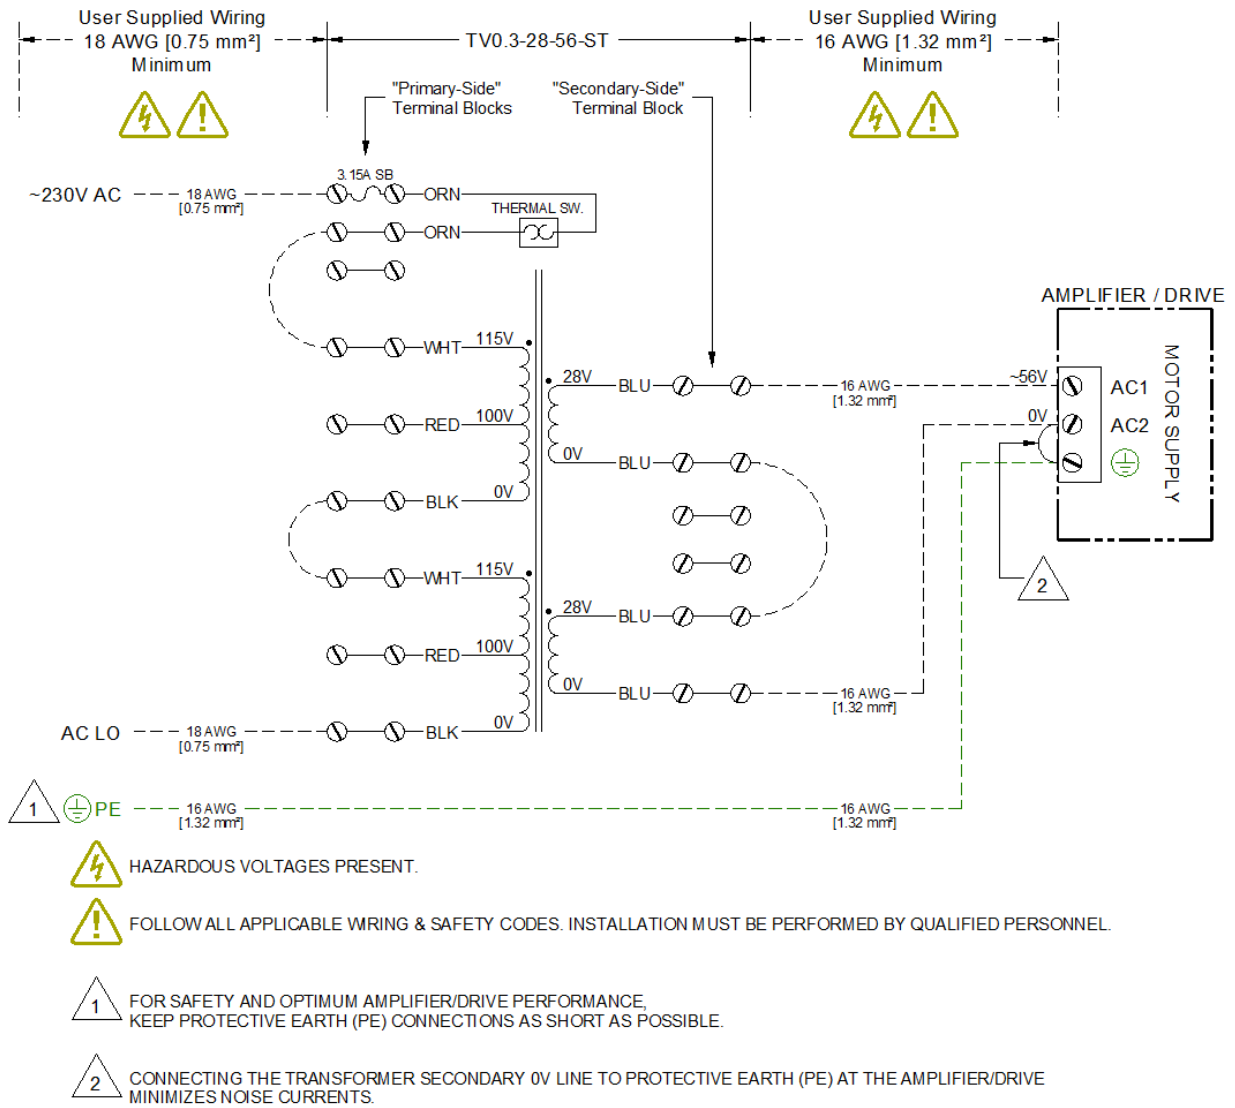 User Supplied Wiring
18 AWG [0.75 mm²]
Minimum
TV0.3-28-56-ST
User Supplied Wiring
16 AWG [1.32 mm²]
Minimum
"Primary-Side"
Terminal Blocks
"Secondary-Side"
Terminal Block
3.15A SB
~230V AC
18 AWG
[0.75 mm²]
ORN
THERMAL SW.
ORN
AMPLIFIER / DRIVE
WHT
115V
28V
BLU
16 AWG
[1.32 mm²]
~56V
AC1
MOTOR SUPPLY
RED
100V
0V
AC2
0V
BLU
BLK
0V
WHT
115V
2
28V
BLU
RED
100V
0V
BLU
16 AWG
[1.32 mm²]
AC LO
18 AWG
[0.75 mm²]
BLK
0V
1
PE
16 AWG
[1.32 mm²]
16 AWG
[1.32 mm²]
HAZARDOUS VOLTAGES PRESENT.
FOLLOW ALL APPLICABLE WIRING & SAFETY CODES. INSTALLATION MUST BE PERFORMED BY QUALIFIED PERSONNEL.
1
FOR SAFETY AND OPTIMUM AMPLIFIER/DRIVE PERFORMANCE,
KEEP PROTECTIVE EARTH (PE) CONNECTIONS AS SHORT AS POSSIBLE.
2
CONNECTING THE TRANSFORMER SECONDARY 0V LINE TO PROTECTIVE EARTH (PE) AT THE AMPLIFIER/DRIVE
MINIMIZES NOISE CURRENTS.